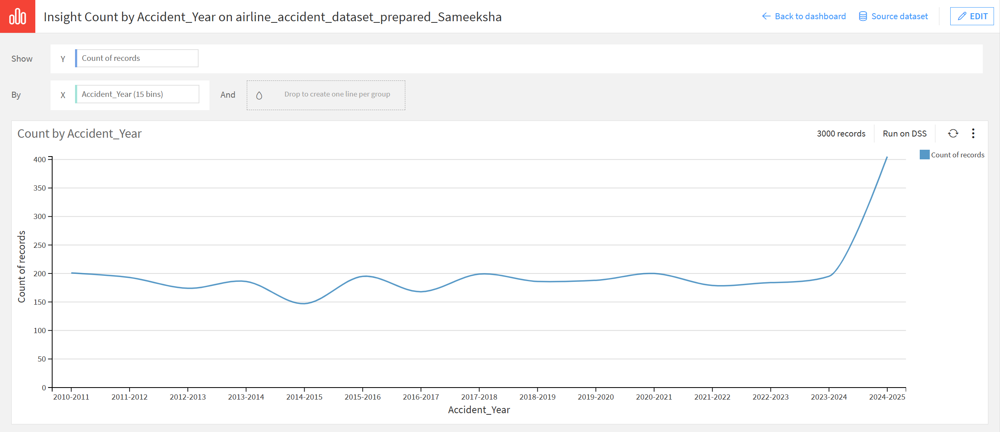 Insight Count by Accident_Year on airline_accident_dataset_prepared_Sameeksha
Back to dashboard
Source dataset
EDIT
Show
Y
Count of records
By
X
Accident_Year (15 bins)
And
Drop to create one line per group
Count by Accident_Year
3000 records
Run on DSS
Count of records
400
350
300
250
200
150
100
50
0
Count of records
2010-2011 2011-2012 2012-2013 2013-2014 2014-2015 2015-2016 2016-2017 2017-2018 2018-2019 2019-2020 2020-2021 2021-2022 2022-2023 2023-2024 2024-2025
Accident_Year